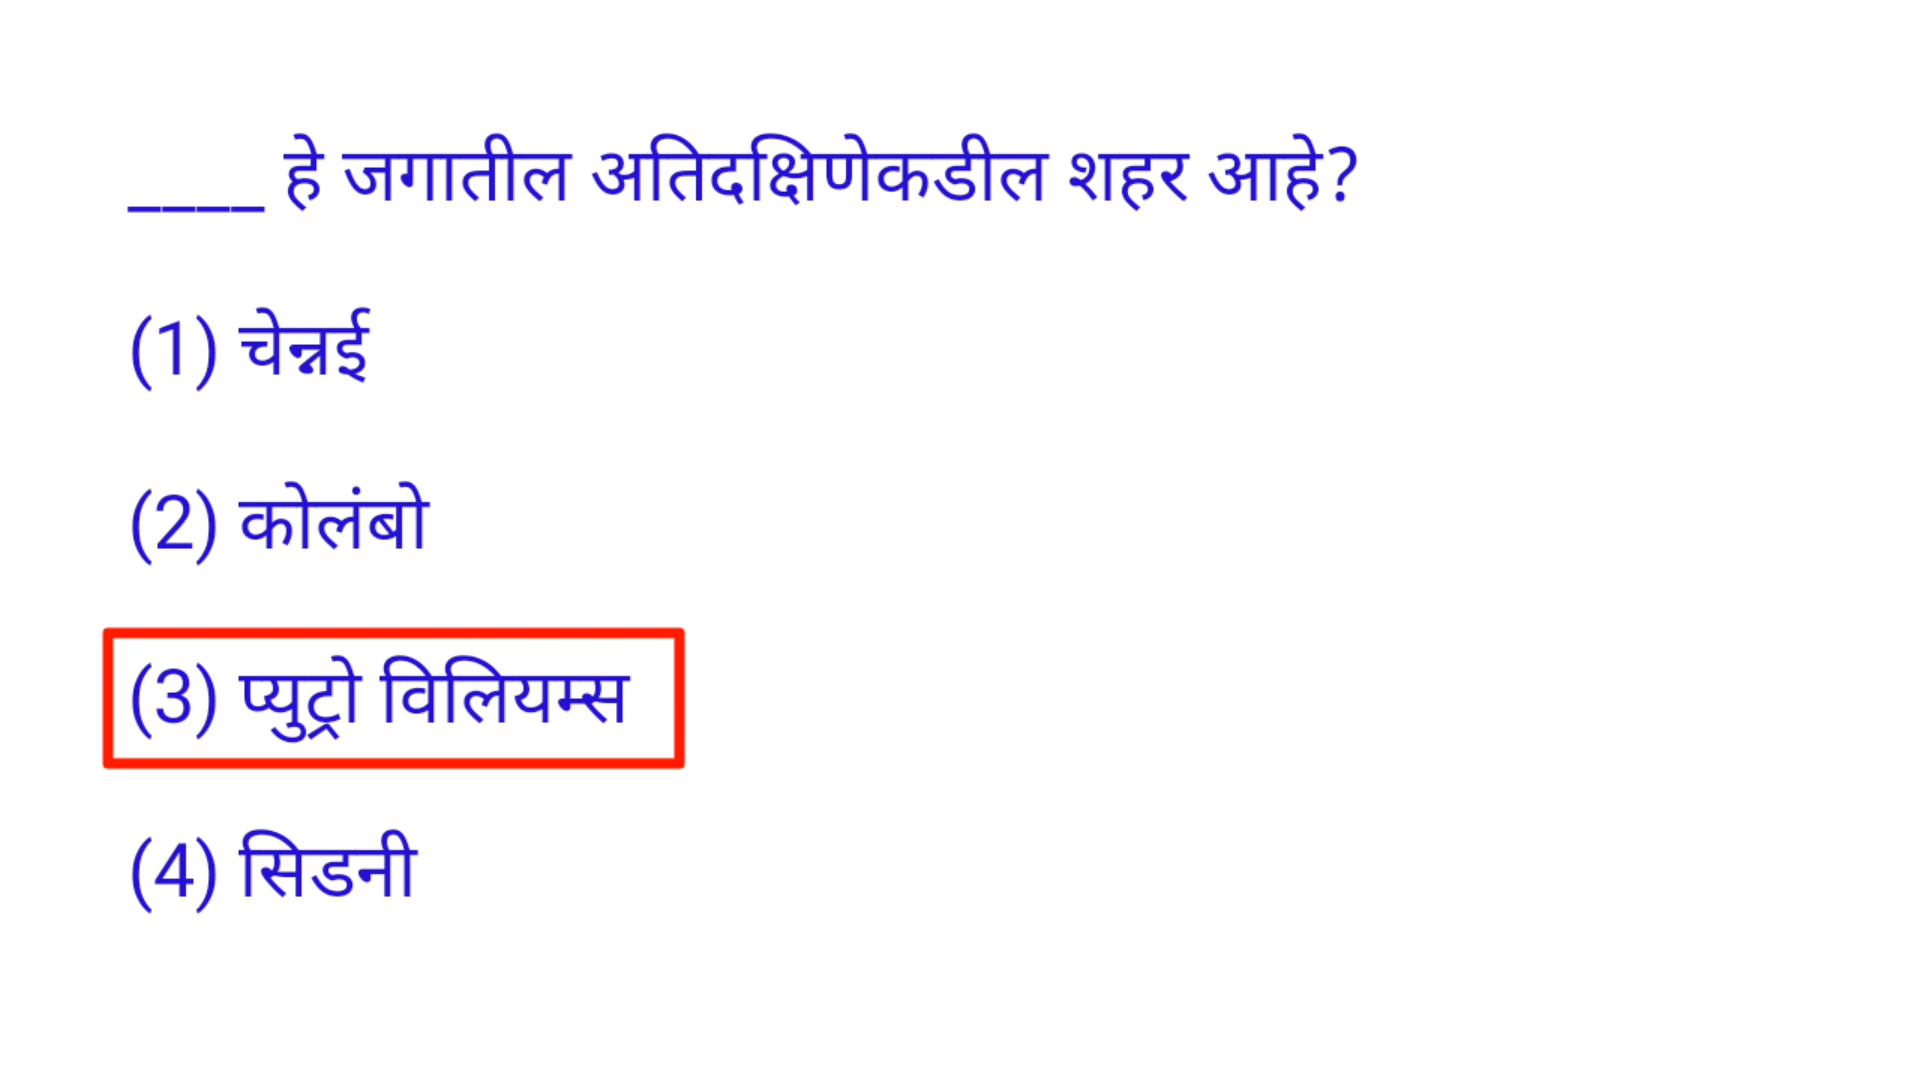 ____ हे जगातील अतिदक्षिणेकडील शहर आहे?
(1) चेन्नई
(2) कोलंबो
(3) प्युट्रो विलियम्स
(4) सिडनी